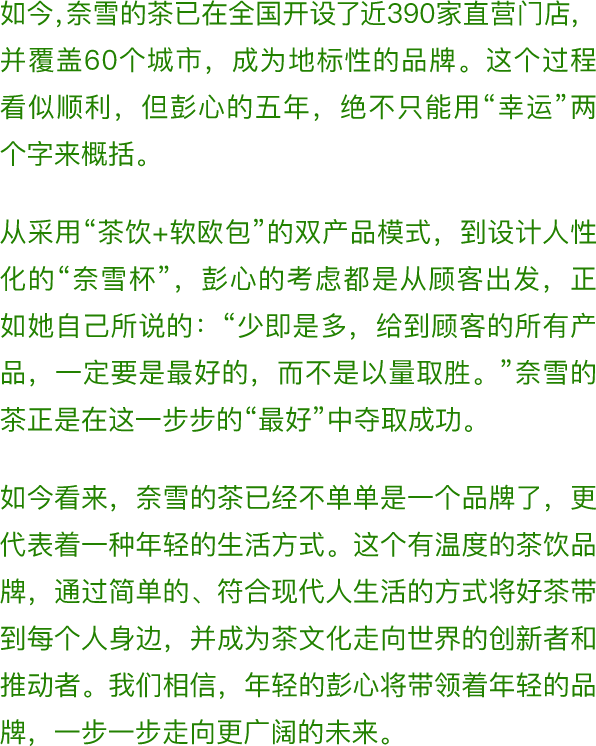 如今,奈雪的茶已在全国开设了近390家直营门店，
并覆盖60个城市，成为地标性的品牌。这个过程
看似顺利，但彭心的五年，绝不只能用“幸运”两
个字来概括。
从采用“茶饮+软欧包”的双产品模式，到设计人性
化的“奈雪杯”，彭心的考虑都是从顾客出发，正
如她自己所说的：“少即是多，给到顾客的所有产
品，一定要是最好的，而不是以量取胜。”奈雪的
茶正是在这一步步的“最好”中夺取成功。
如今看来，奈雪的茶已经不单单是一个品牌了，更
代表着一种年轻的生活方式。这个有温度的茶饮品
牌，通过简单的、符合现代人生活的方式将好茶带
到每个人身边，并成为茶文化走向世界的创新者和
推动者。我们相信，年轻的彭心将带领着年轻的品
牌，一步一步走向更广阔的未来。